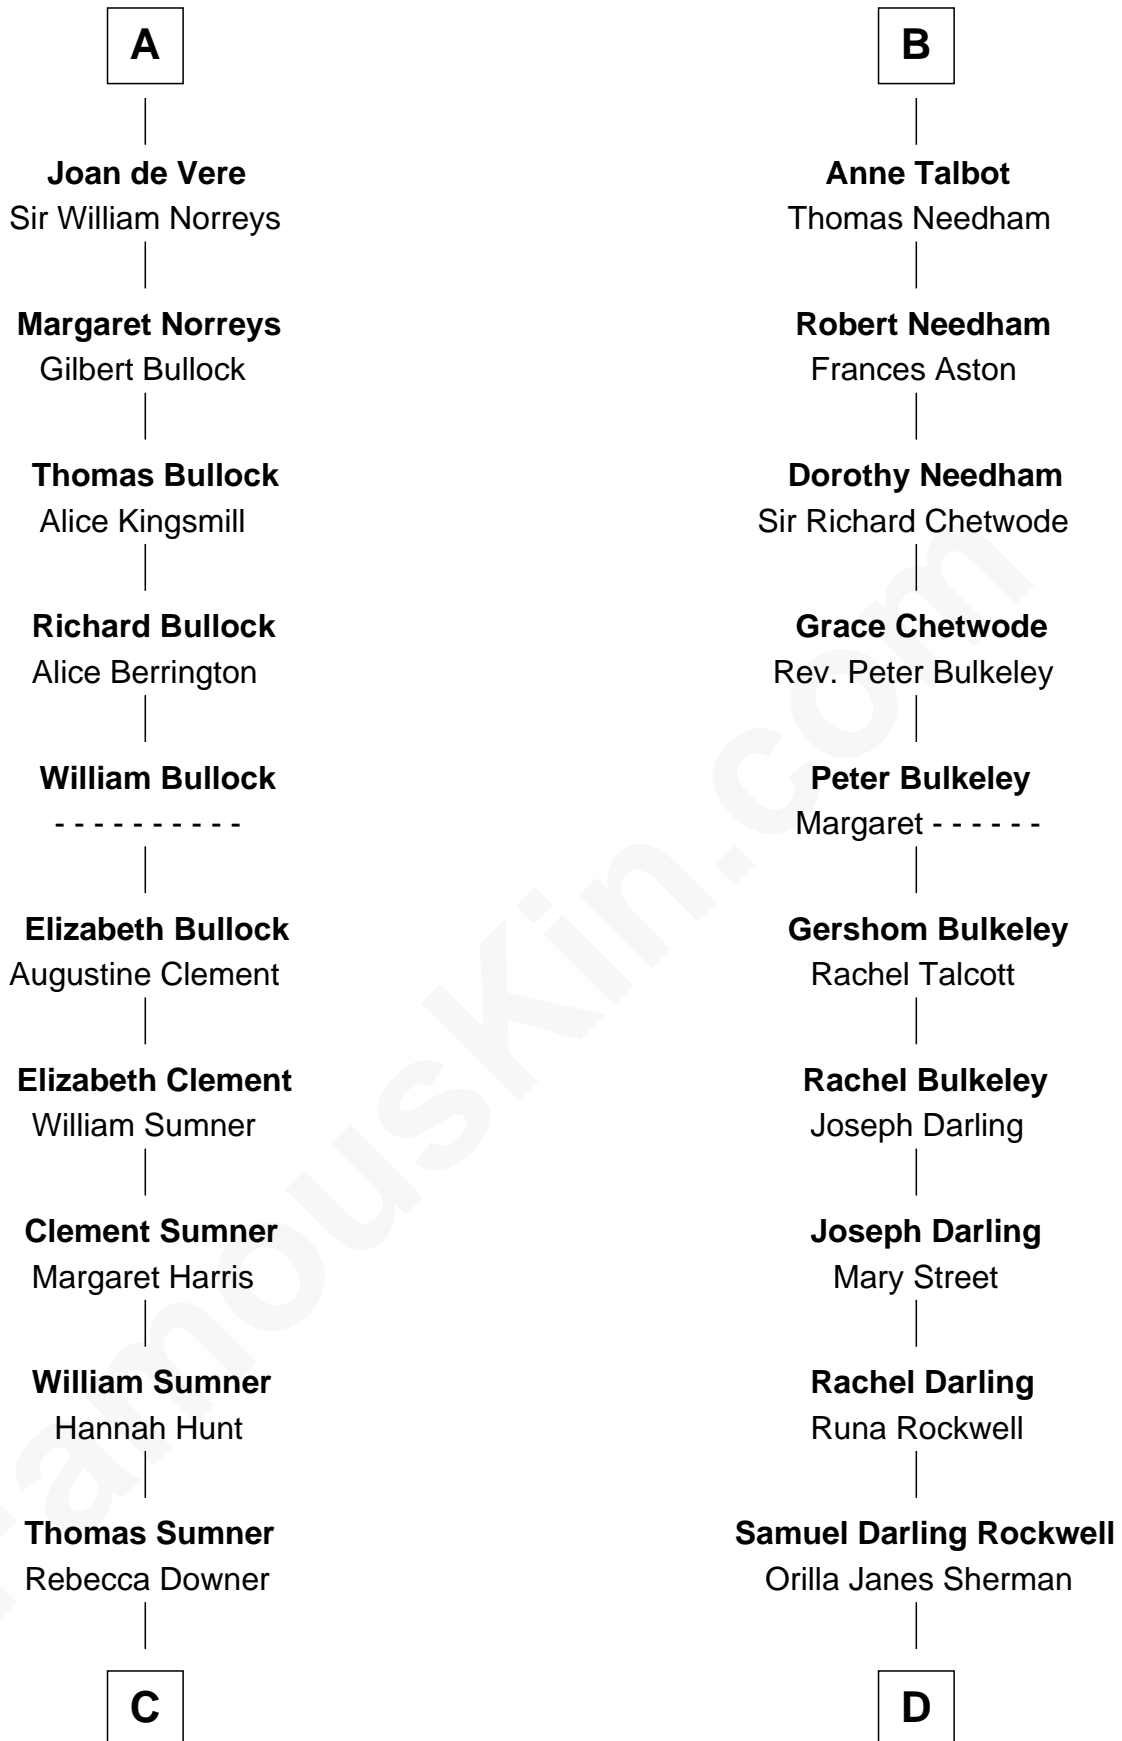 A
Joan de Vere
Sir William Norreys
Margaret Norreys
Gilbert Bullock
Thomas Bullock
Alice Kingsmill
Richard Bullock
Alice Berrington
William Bullock
- - - - - - - - - -
Elizabeth Bullock
Augustine Clement
Elizabeth Clement
William Sumner
Clement Sumner
Margaret Harris
William Sumner
Hannah Hunt
Thomas Sumner
Rebecca Downer
C
B
Anne Talbot
Thomas Needham
Robert Needham
Frances Aston
Dorothy Needham
Sir Richard Chetwode
Grace Chetwode
Rev. Peter Bulkeley
Peter Bulkeley
Margaret - - - - - -
Gershom Bulkeley
Rachel Talcott
Rachel Bulkeley
Joseph Darling
Joseph Darling
Mary Street
Rachel Darling
Runa Rockwell
Samuel Darling Rockwell
Orilla Janes Sherman
D
FamousKin.com